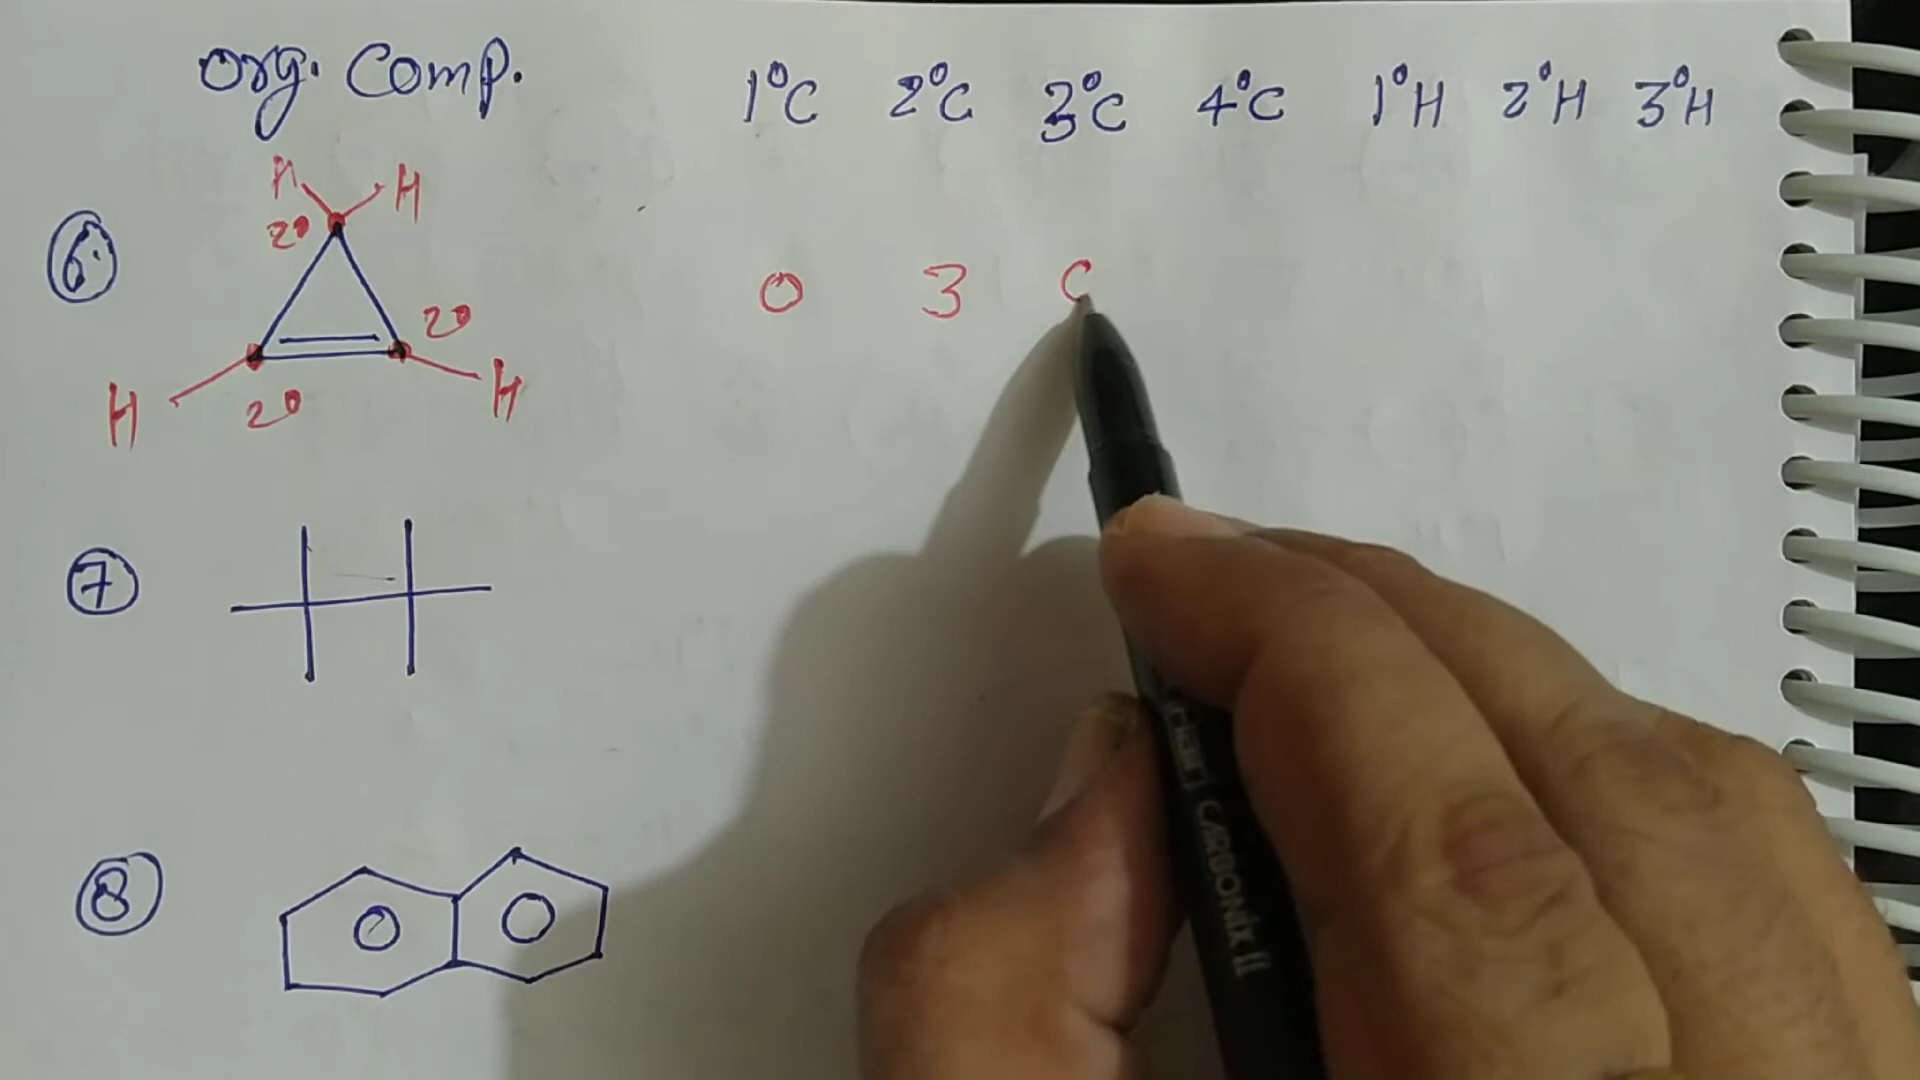 Org. Comp. 1°C 2°C 3°C 4°C 1°H 2°H 3°H
H H
2°
6. 0 3
2°
H 2° H
7
8
CARBONIX II